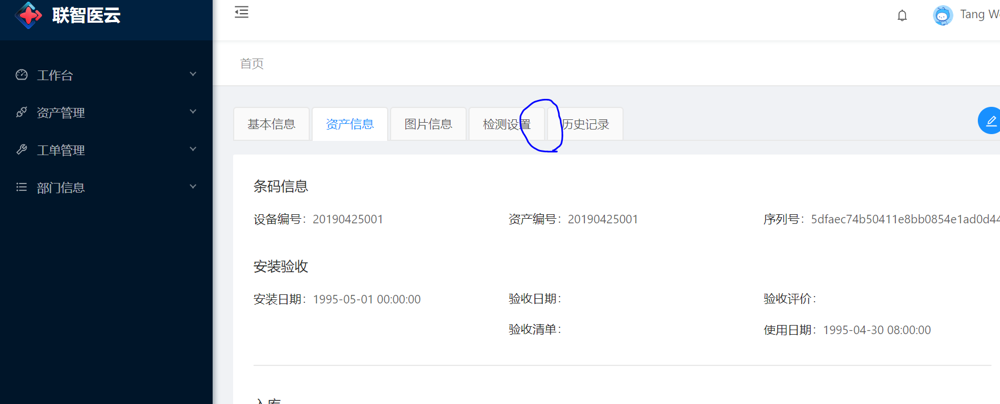 联智医云
Tang
首页
工作台
资产管理
工单管理
部门信息
基本信息 资产信息 图片信息 检测设置 历史记录
条码信息
设备编号：20190425001 资产编号：20190425001 序列号：5dfaec74b50411e8bb0854e1ad0d44
安装验收
安装日期：1995-05-01 00:00:00 验收日期： 验收评价：
验收清单： 使用日期：1995-04-30 08:00:00
入库